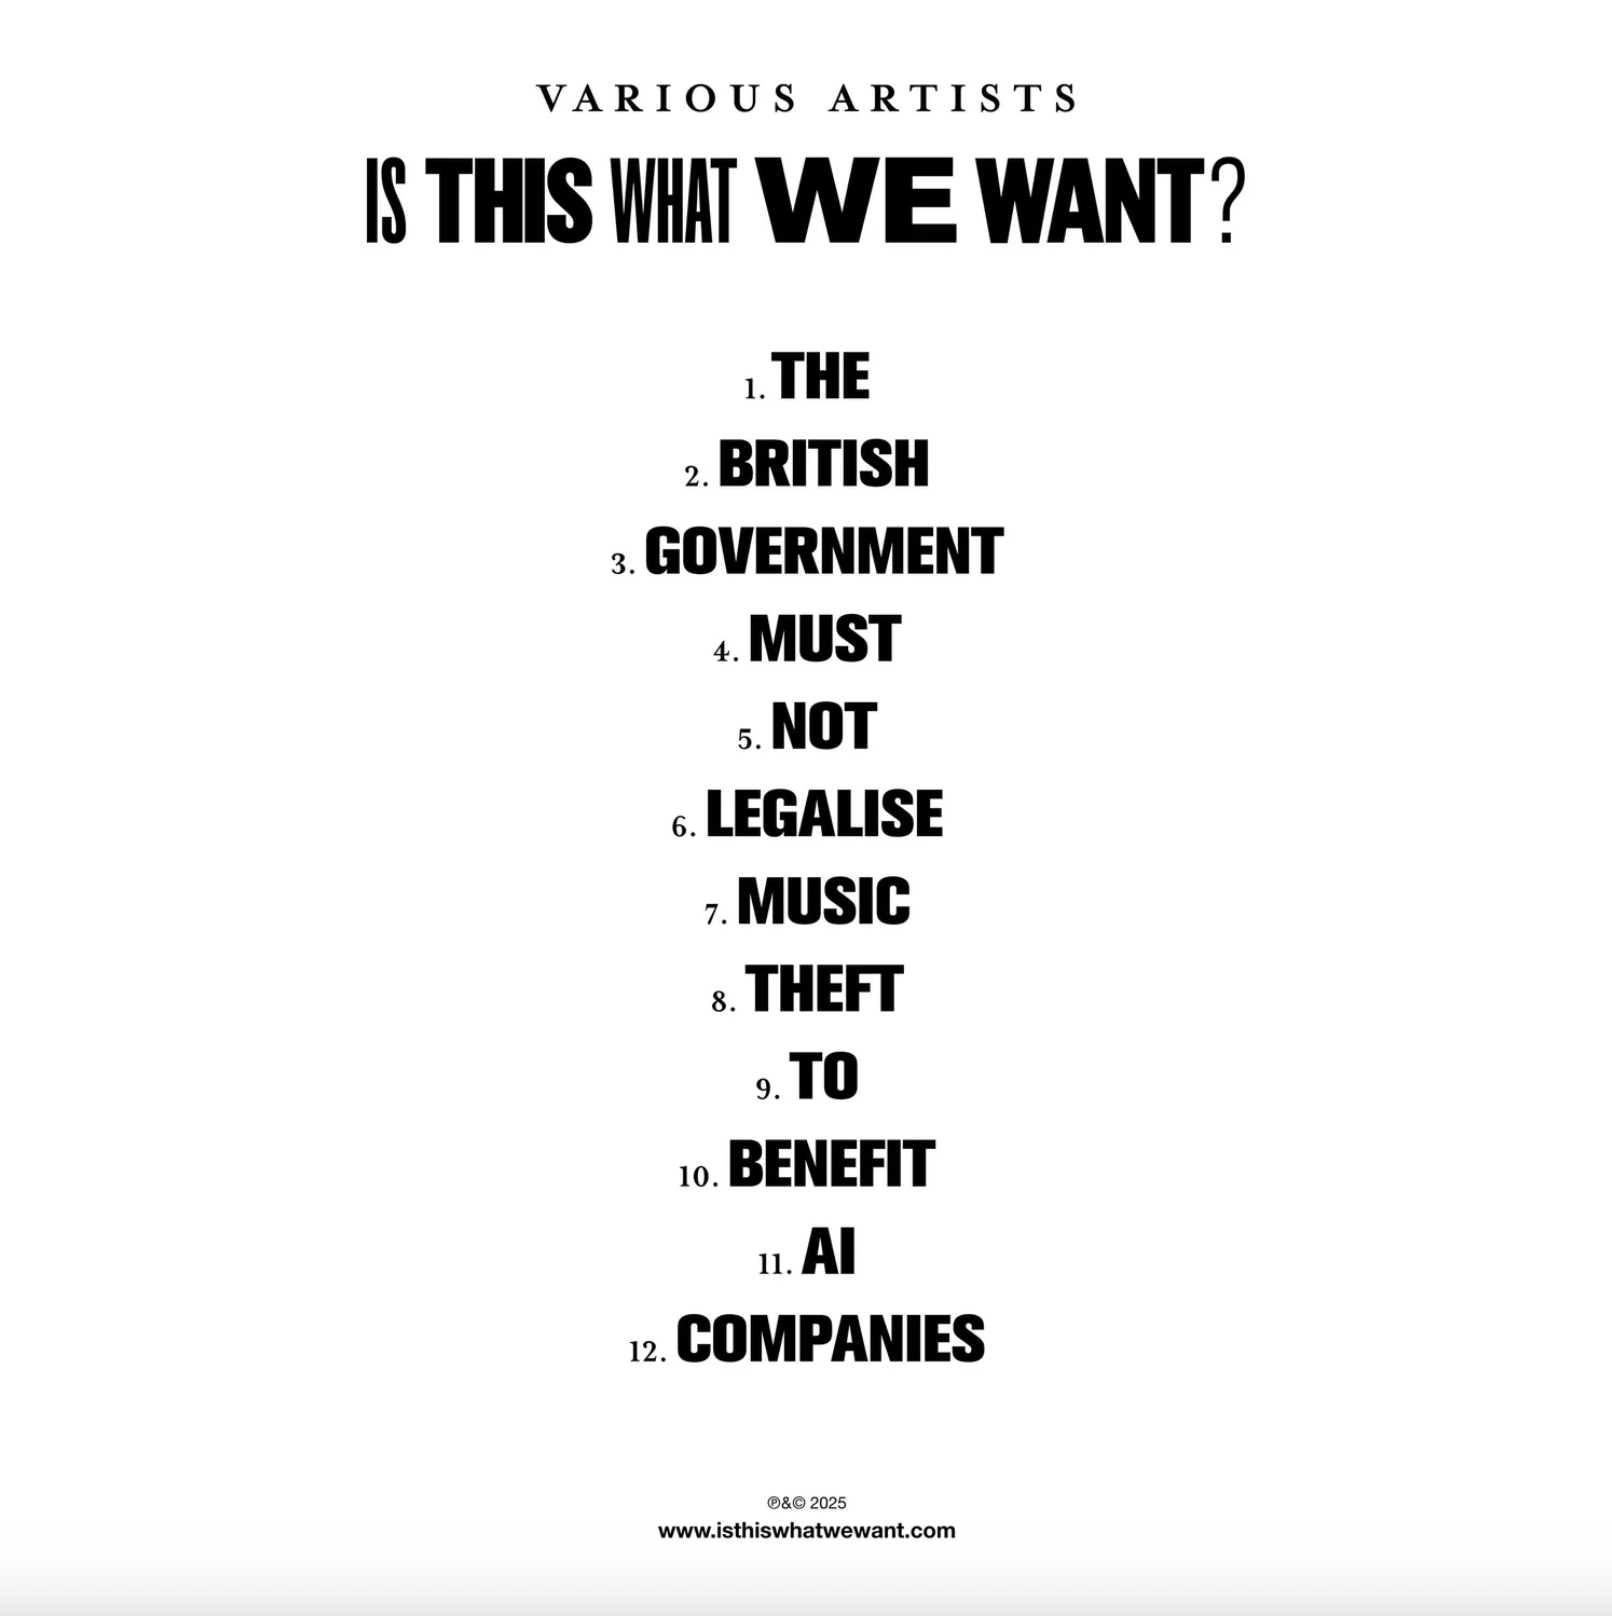 VARIOUS ARTISTS
IS THIS WHAT WE WANT?
1. THE
2. BRITISH
3. GOVERNMENT
4. MUST
5. NOT
6. LEGALISE
7. MUSIC
8. THEFT
9. TO
10. BENEFIT
11. AI
12. COMPANIES
℗&© 2025
www.isthiswhatwewant.com